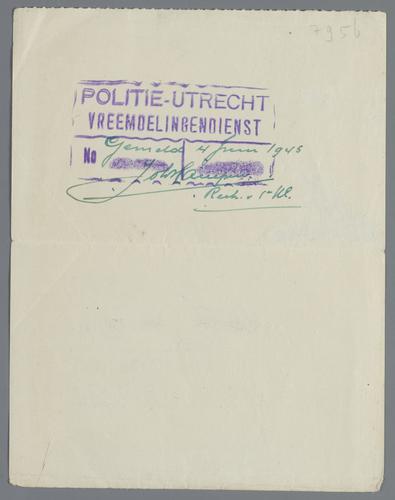 7956
POLITIE-UTRECHT
VREEMDELINGENDIENST
No
Gemeld 4 Juni 1945
Rech. 1e Kl.